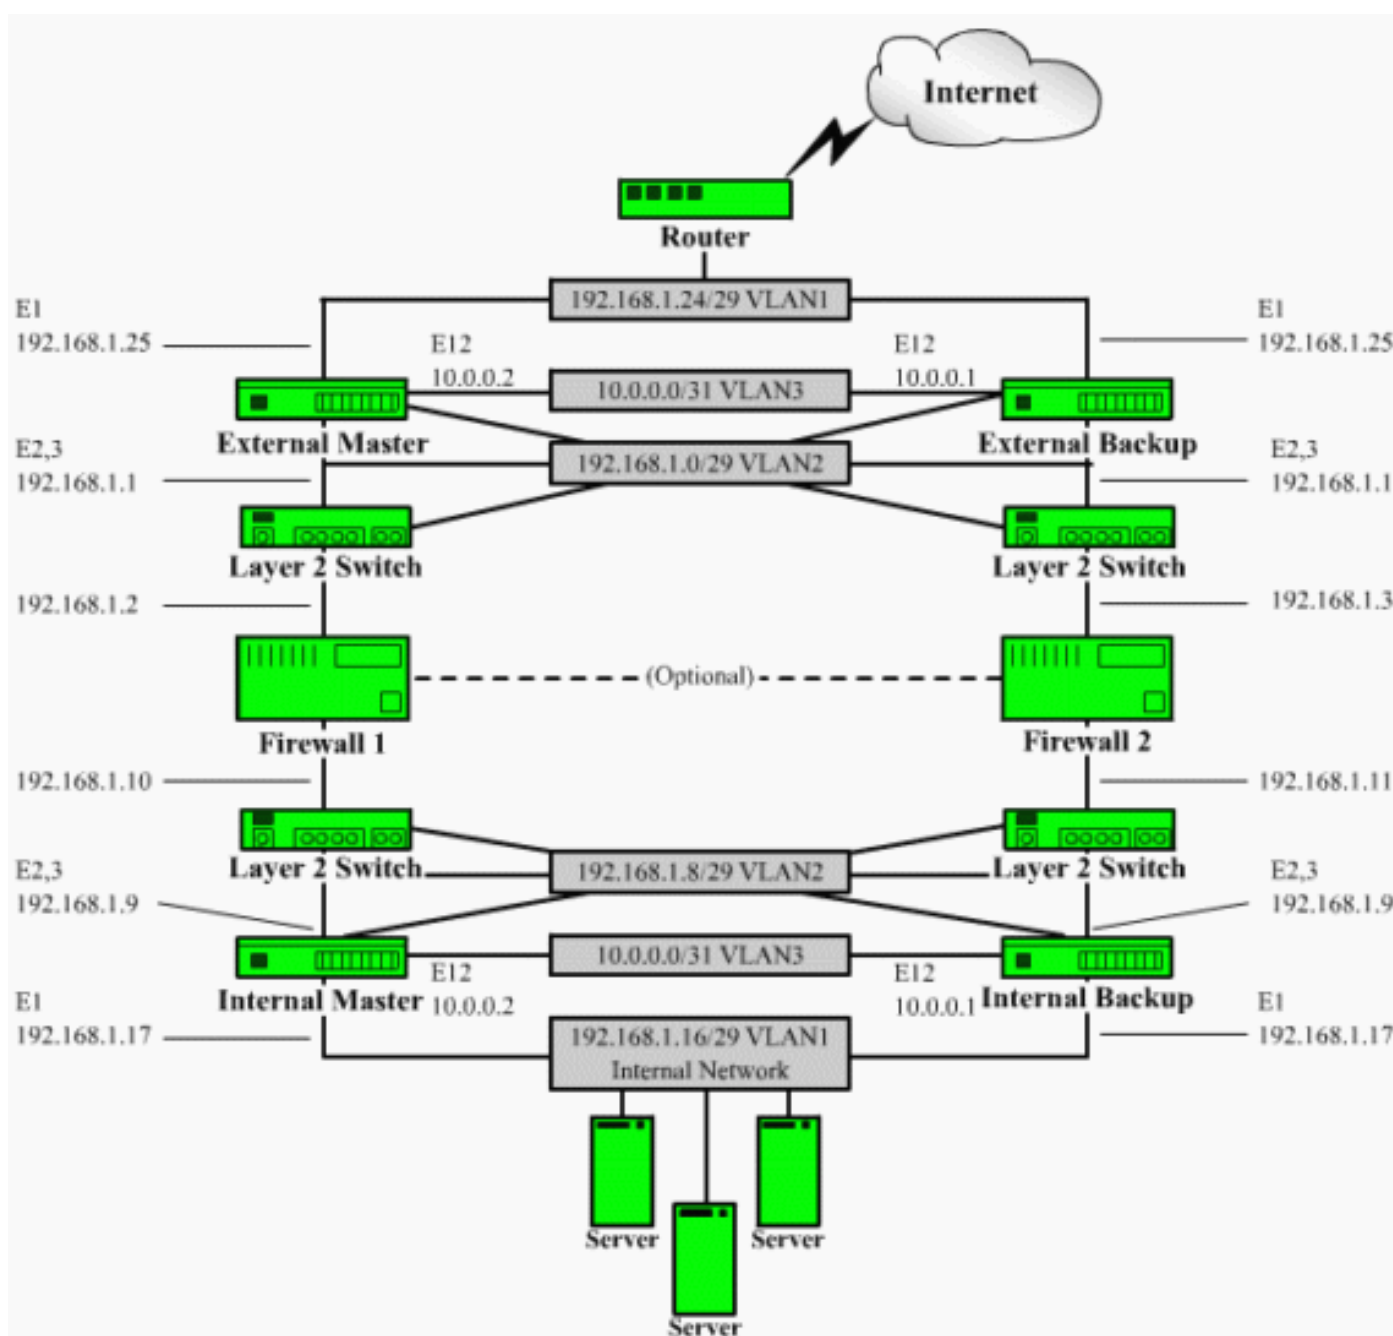 Internet
Router
192.168.1.24/29 VLAN1
E1
192.168.1.25
E1
192.168.1.25
E12
10.0.0.2
E12
10.0.0.1
10.0.0.0/31 VLAN3
External Master
External Backup
E2,3
192.168.1.1
192.168.1.0/29 VLAN2
E2,3
192.168.1.1
Layer 2 Switch
Layer 2 Switch
192.168.1.2
192.168.1.3
(Optional)
Firewall 1
Firewall 2
192.168.1.10
192.168.1.11
Layer 2 Switch
Layer 2 Switch
192.168.1.8/29 VLAN2
E2,3
192.168.1.9
E2,3
192.168.1.9
10.0.0.0/31 VLAN3
E12
10.0.0.2
E12
10.0.0.1
Internal Master
Internal Backup
E1
192.168.1.17
E1
192.168.1.17
192.168.1.16/29 VLAN1
Internal Network
Server
Server
Server